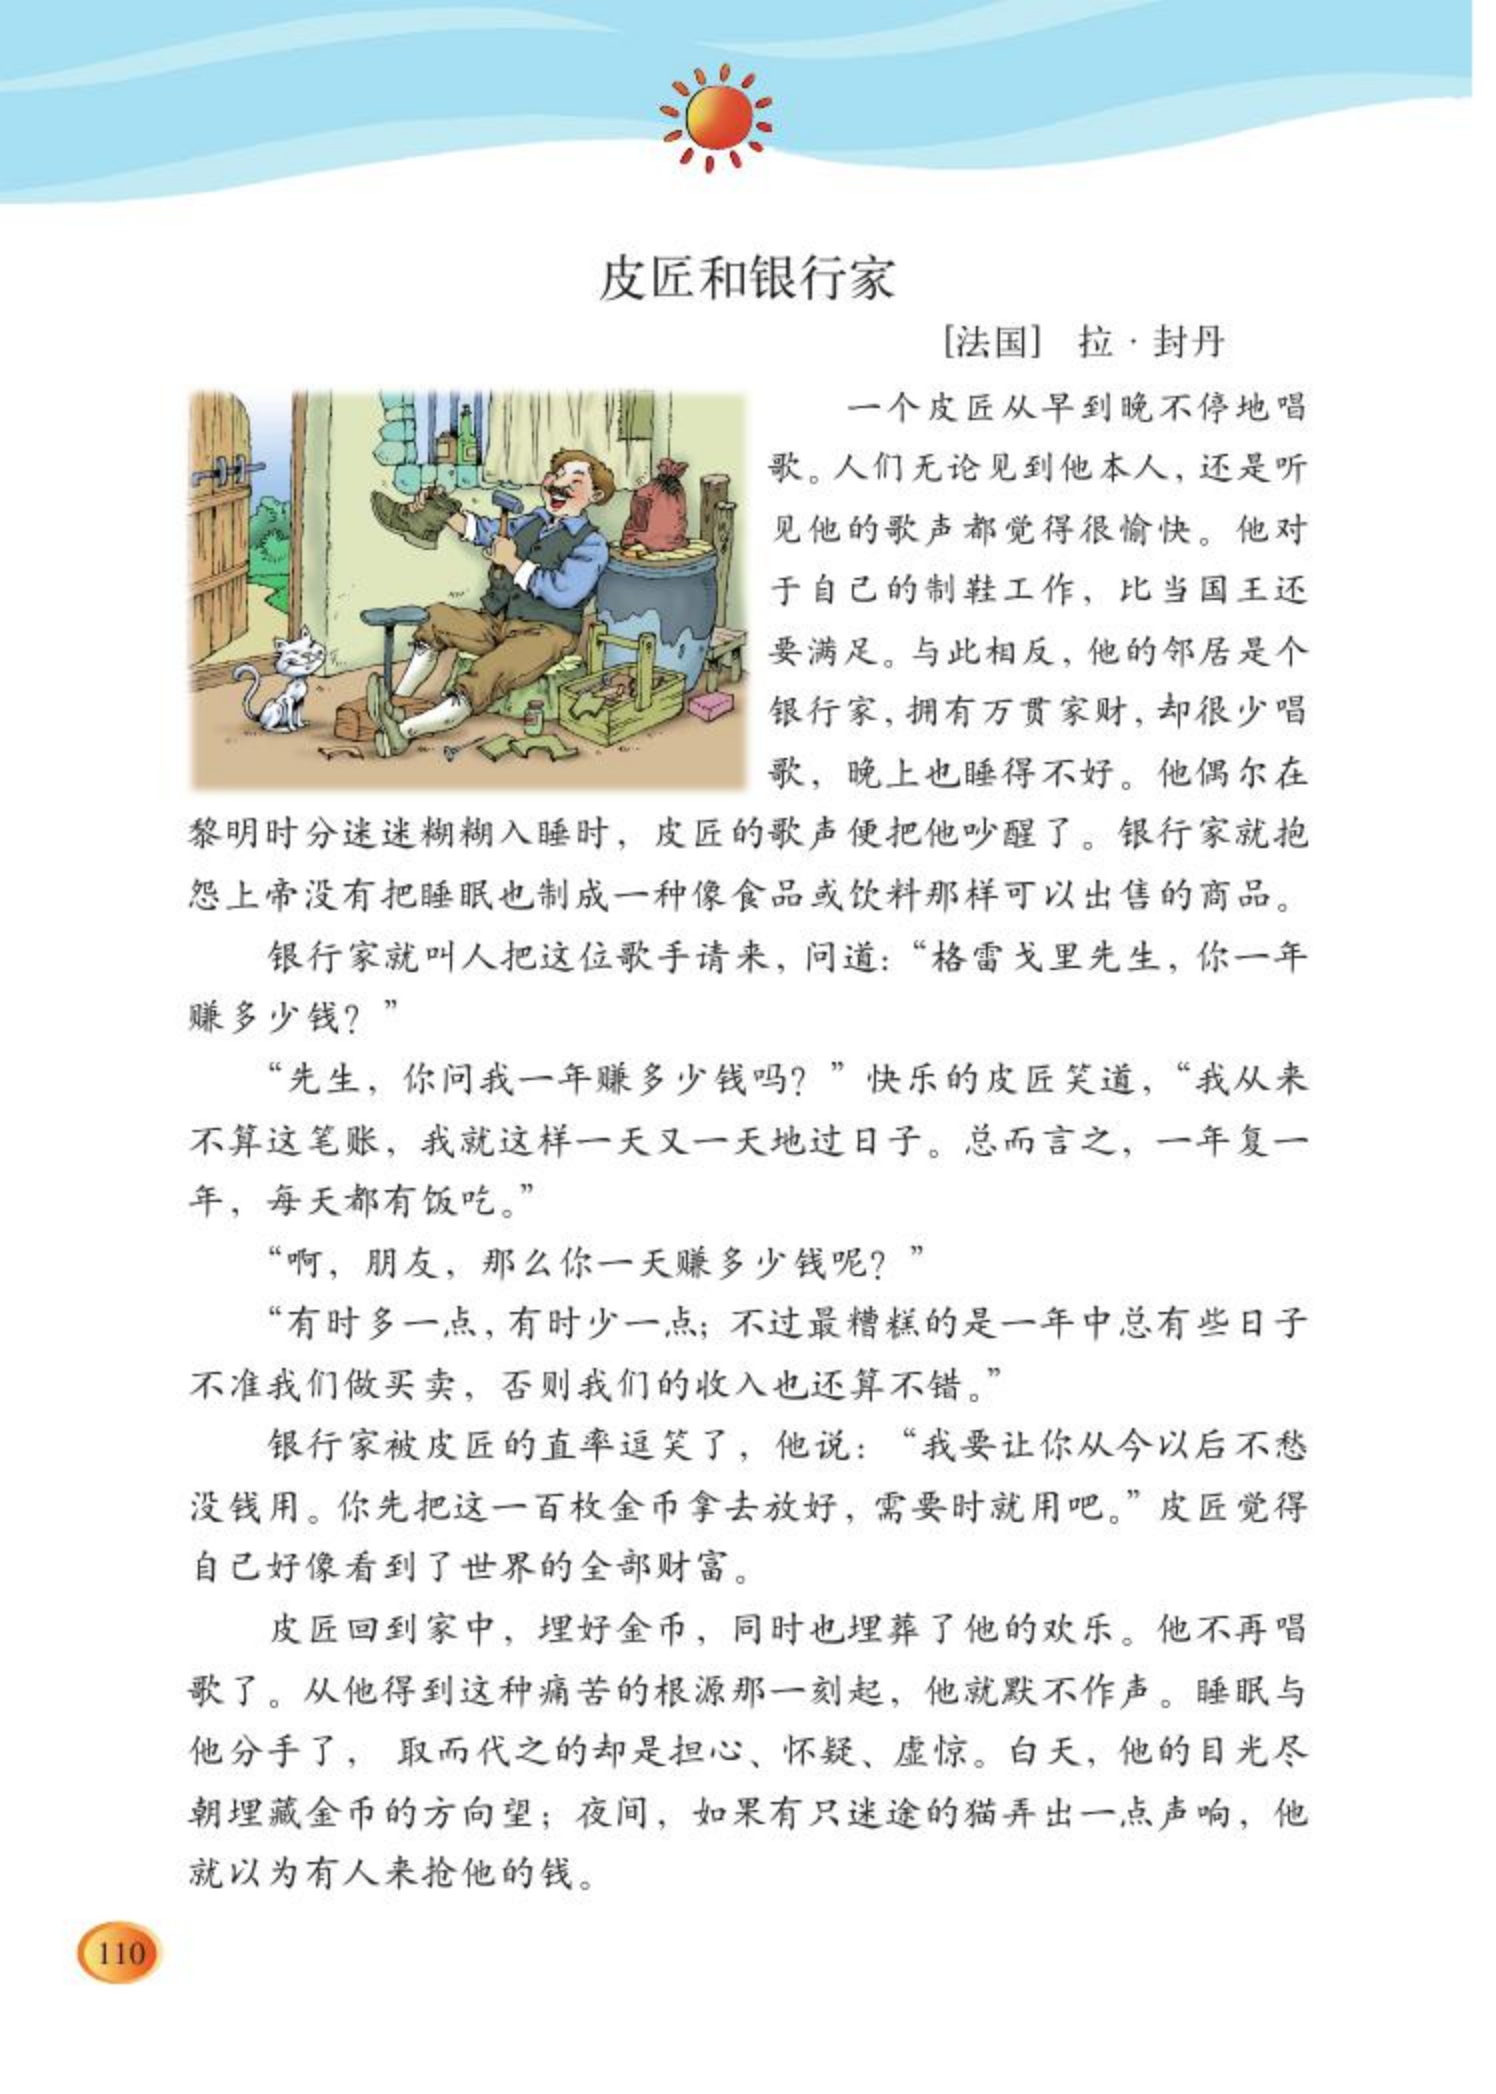 皮匠和银行家
［法国］ 拉·封丹
一个皮匠从早到晚不停地唱
歌。人们无论见到他本人，还是听
见他的歌声都觉得很愉快。他对
于自己的制鞋工作，比当国王还
要满足。与此相反，他的邻居是个
银行家，拥有万贯家财，却很少唱
歌，晚上也睡得不好。他偶尔在
黎明时分迷迷糊糊入睡时，皮匠的歌声便把他吵醒了。银行家就抱
怨上帝没有把睡眠也制成一种像食品或饮料那样可以出售的商品。
银行家就叫人把这位歌手请来，问道：“格雷戈里先生，你一年
赚多少钱？”
“先生，你问我一年赚多少钱吗？”快乐的皮匠笑道，“我从来
不算这笔账，我就这样一天又一天地过日子。总而言之，一年复一
年，每天都有饭吃。”
“啊，朋友，那么你一天赚多少钱呢？”
“有时多一点，有时少一点；不过最糟糕的是一年中总有些日子
不准我们做买卖，否则我们的收入也还算不错。”
银行家被皮匠的直率逗笑了，他说：“我要让你从今以后不愁
没钱用。你先把这一百枚金币拿去放好，需要时就用吧。”皮匠觉得
自己好像看到了世界的全部财富。
皮匠回到家中，埋好金币，同时也埋葬了他的欢乐。他不再唱
歌了。从他得到这种痛苦的根源那一刻起，他就默不作声。睡眠与
他分手了， 取而代之的却是担心、怀疑、虚惊。白天，他的目光尽
朝埋藏金币的方向望；夜间，如果有只迷途的猫弄出一点声响，他
就以为有人来抢他的钱。
110